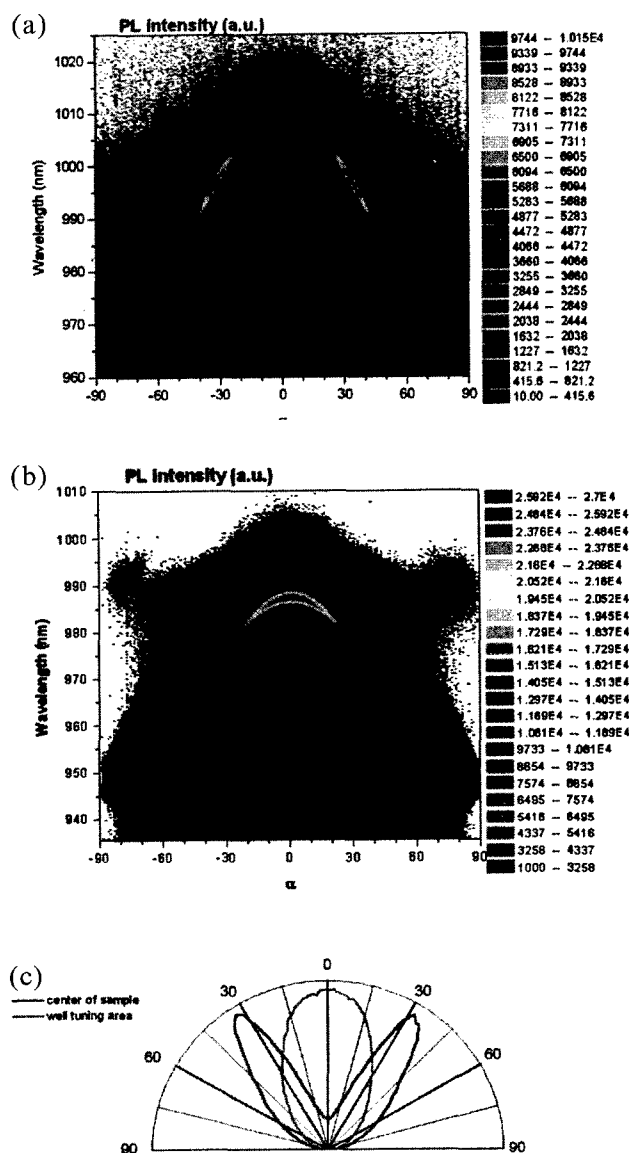 (a)
PL intensity (a.u.)
1020
1010
1000
990
980
970
960
Wavelength (nm)
-90 -60 -30 0 30 60 90
9744 -- 1.015E4
9339 -- 9744
8933 -- 9339
8528 -- 8933
8122 -- 8528
7716 -- 8122
7311 -- 7716
6905 -- 7311
6500 -- 6905
6094 -- 6500
5688 -- 6094
5283 -- 5688
4877 -- 5283
4472 -- 4877
4066 -- 4472
3660 -- 4066
3255 -- 3660
2849 -- 3255
2444 -- 2849
2038 -- 2444
1632 -- 2038
1227 -- 1632
821.2 -- 1227
415.6 -- 821.2
10.00 -- 415.6
(b)
PL intensity (a.u.)
1010
1000
990
980
970
960
950
940
Wavelength (nm)
-90 -60 -30 0 30 60 90
α
2.592E4 -- 2.7E4
2.484E4 -- 2.592E4
2.376E4 -- 2.484E4
2.268E4 -- 2.376E4
2.16E4 -- 2.268E4
2.052E4 -- 2.16E4
1.945E4 -- 2.052E4
1.837E4 -- 1.945E4
1.729E4 -- 1.837E4
1.621E4 -- 1.729E4
1.513E4 -- 1.621E4
1.405E4 -- 1.513E4
1.297E4 -- 1.405E4
1.189E4 -- 1.297E4
1.081E4 -- 1.189E4
9733 -- 1.081E4
8654 -- 9733
7574 -- 8654
6495 -- 7574
5416 -- 6495
4337 -- 5416
3258 -- 4337
1000 -- 3258
(c)
center of sample
well tuning area
0
30 30
60 60
90 90